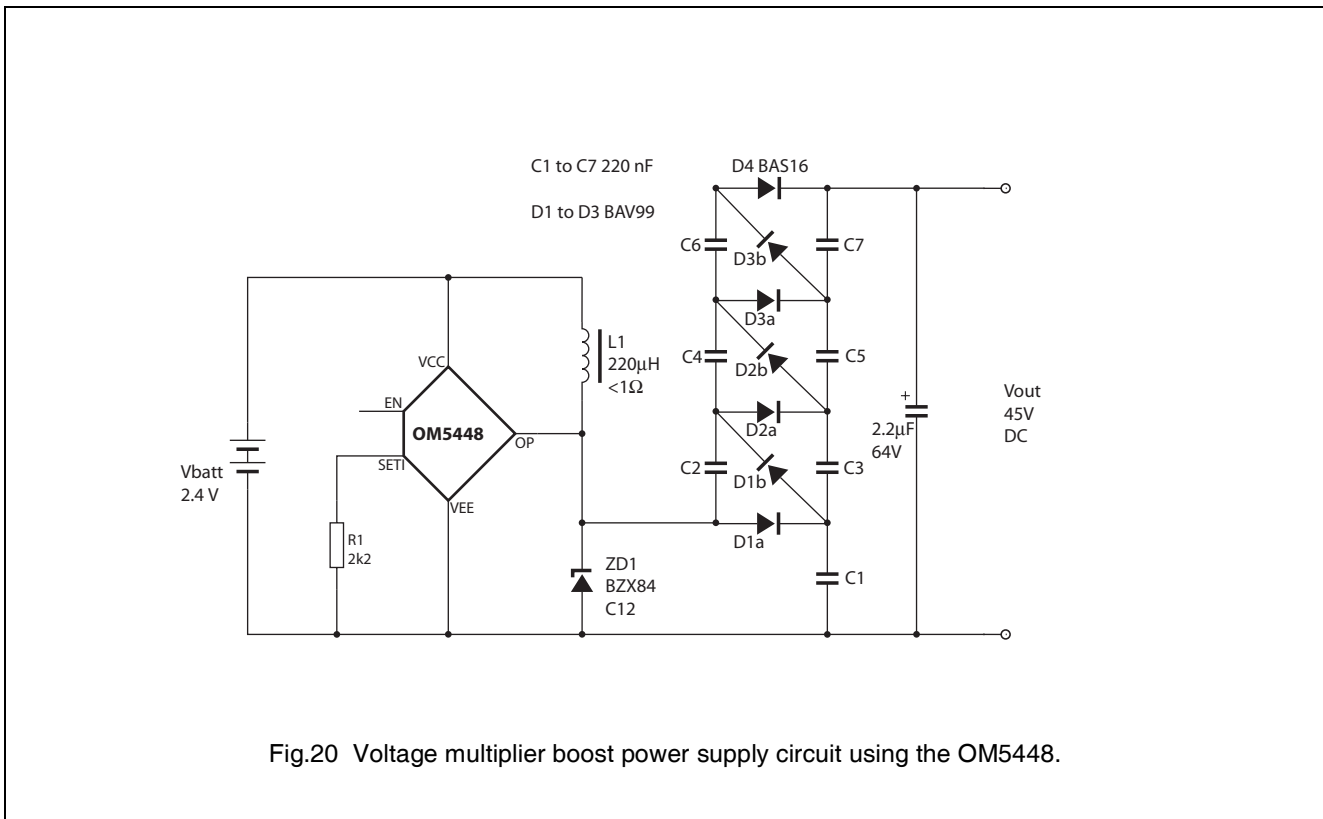 C1 to C7 220 nF
D4 BAS16
D1 to D3 BAV99
C6
D3b
C7
D3a
L1
220μH
<1Ω
C4
D2b
C5
VCC
EN
OM5448
OP
SETI
VEE
D2a
2.2μF
64V
+
Vout
45V
DC
Vbatt
2.4 V
C2
D1b
C3
D1a
R1
2k2
ZD1
BZX84
C12
C1
Fig.20 Voltage multiplier boost power supply circuit using the OM5448.